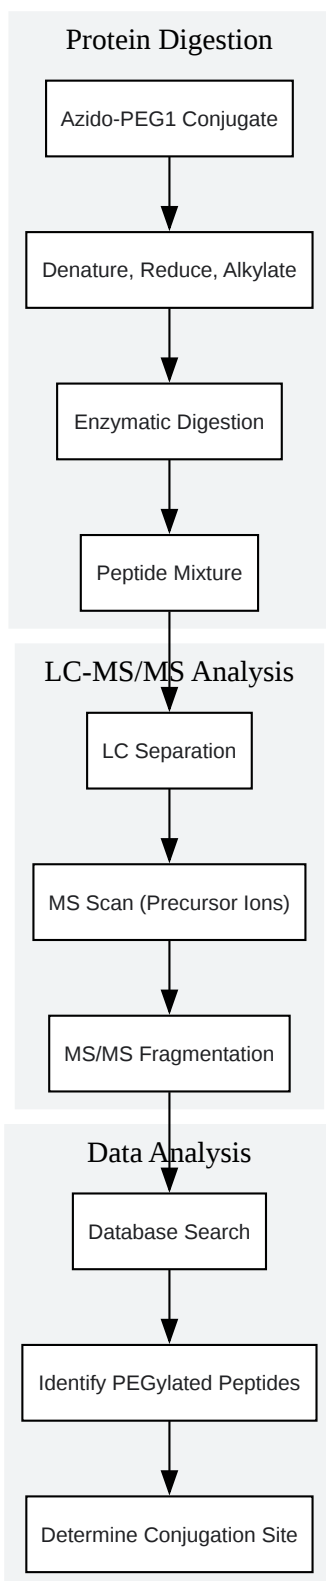 Protein Digestion
Azido-PEG1 Conjugate
Denature, Reduce, Alkylate
Enzymatic Digestion
Peptide Mixture
LC-MS/MS Analysis
LC Separation
MS Scan (Precursor Ions)
MS/MS Fragmentation
Data Analysis
Database Search
Identify PEGylated Peptides
Determine Conjugation Site